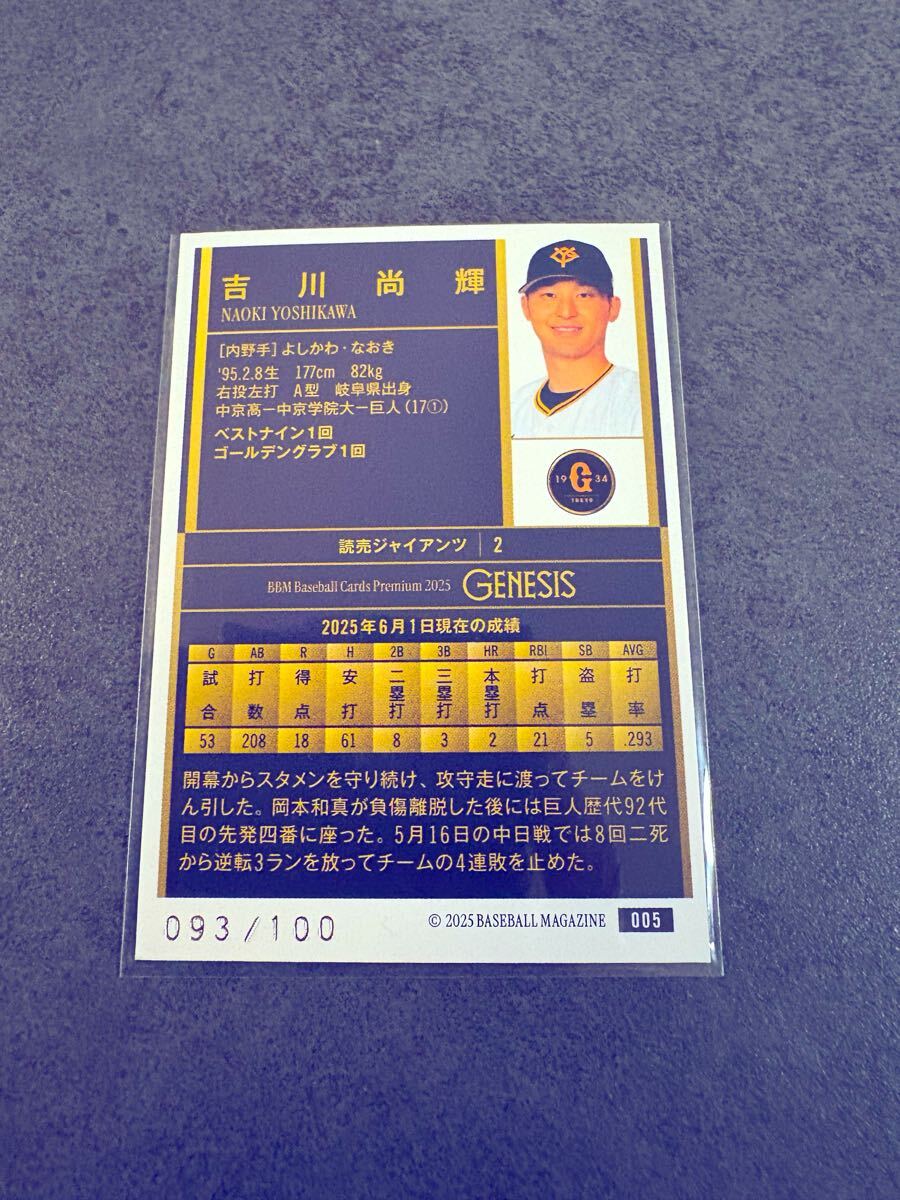 吉川尚輝
NAOKI YOSHIKAWA
[内野手]よしかわ・なおき
'95.2.8生 177cm 82kg
右投左打 A型 岐阜県出身
中京高ー中京学院大ー巨人(17①)
ベストナイン1回
ゴールデングラブ1回
YG
19 G 34
TOKYO
読売ジャイアンツ 2
BBM Baseball Cards Premium 2025 GENESIS
2025年6月1日現在の成績
G AB R H 2B 3B HR RBI SB AVG
試合 打数 得点 安打 二塁打 三塁打 本塁打 打点 盗塁 打率
53 208 18 61 8 3 2 21 5 .293
開幕からスタメンを守り続け、攻守走に渡ってチームをけ
ん引した。岡本和真が負傷離脱した後には巨人歴代92代
目の先発四番に座った。5月16日の中日戦では8回二死
から逆転3ランを放ってチームの4連敗を止めた。
093/100
© 2025 BASEBALL MAGAZINE 005